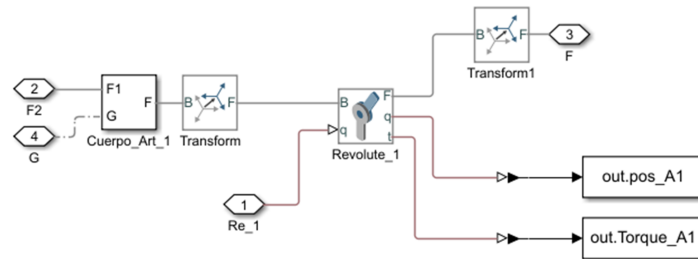 3
B F
F
Transform1
2
F1
F2
F
B F
B
F
G
q
4
q
t
G
Cuerpo_Art_1
Transform
Revolute_1
out.pos_A1
1
Re_1
out.Torque_A1